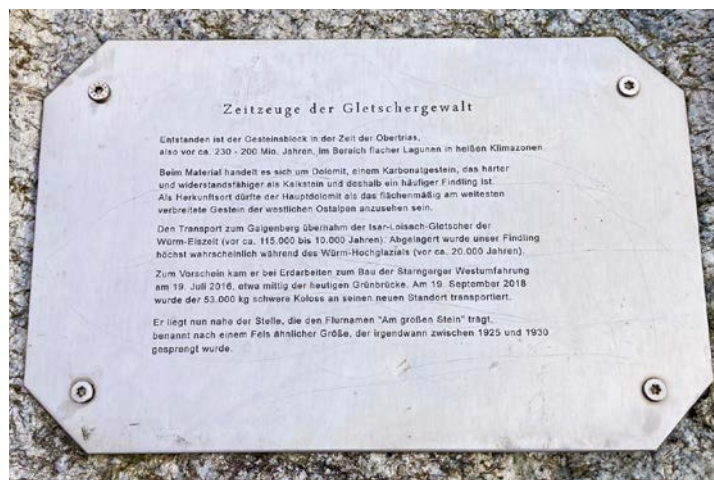 Zeitzeuge der Gletschergewalt
Entstanden ist der Gesteinsblock in der Zeit der Obertrias,
also vor ca. 230 - 200 Mio. Jahren, im Bereich flacher Lagunen in heißen Klimazonen.
Beim Material handelt es sich um Dolomit, einem Karbonatgestein, das härter
und widerstandsfähiger als Kalkstein und deshalb ein häufiger Findling ist.
Als Herkunftsort dürfte der Hauptdolomit als das flächenmäßig am weitesten
verbreitete Gestein der westlichen Ostalpen anzusehen sein.
Den Transport zum Galgenberg übernahm der Isar-Loisach-Gletscher der
Würm-Eiszeit (vor ca. 115.000 bis 10.000 Jahren). Abgelagert wurde unser Findling
höchst wahrscheinlich während des Würm-Hochglazials (vor ca. 20.000 Jahren).
Zum Vorschein kam er bei Erdarbeiten zum Bau der Starngerger Westumfahrung
am 19. Juli 2016, etwa mittig der heutigen Grünbrücke. Am 19. September 2018
wurde der 53.000 kg schwere Koloss an seinen neuen Standort transportiert.
Er liegt nun nahe der Stelle, die den Flurnamen "Am großen Stein" trägt,
benannt nach einem Fels ähnlicher Größe, der irgendwann zwischen 1925 und 1930
gesprengt wurde.